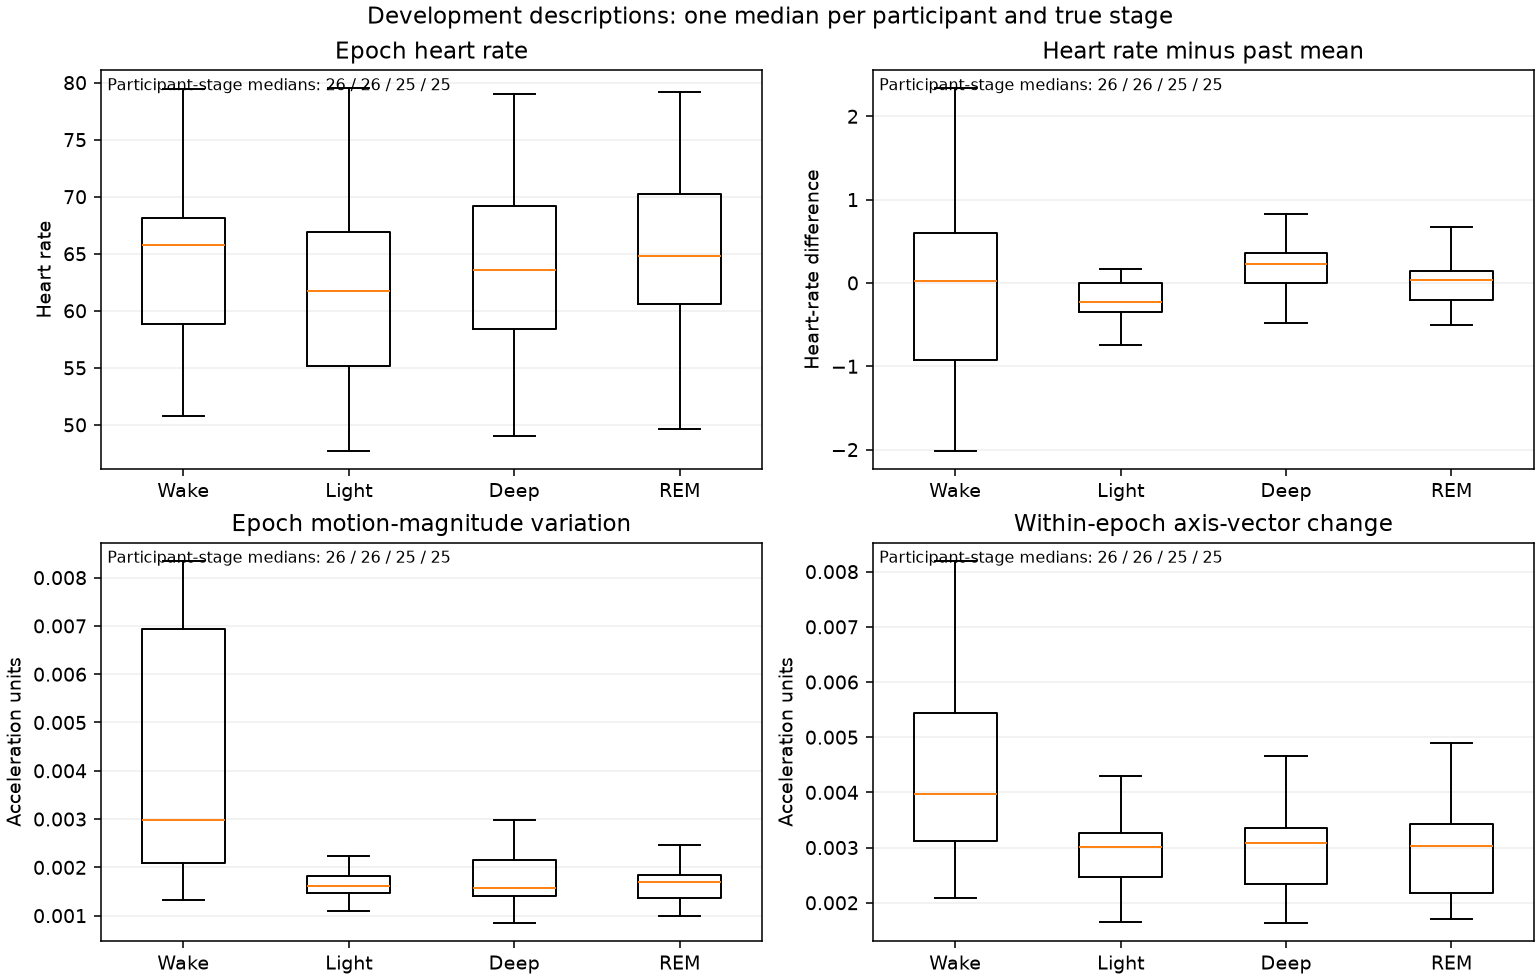 Development descriptions: one median per participant and true stage
Epoch heart rate
Participant-stage medians: 26 / 26 / 25 / 25
Heart rate
80
75
70
65
60
55
50
Wake Light Deep REM
Heart rate minus past mean
Participant-stage medians: 26 / 26 / 25 / 25
Heart-rate difference
2
1
0
−1
−2
Wake Light Deep REM
Epoch motion-magnitude variation
Participant-stage medians: 26 / 26 / 25 / 25
Acceleration units
0.008
0.007
0.006
0.005
0.004
0.003
0.002
0.001
Wake Light Deep REM
Within-epoch axis-vector change
Participant-stage medians: 26 / 26 / 25 / 25
Acceleration units
0.008
0.007
0.006
0.005
0.004
0.003
0.002
Wake Light Deep REM